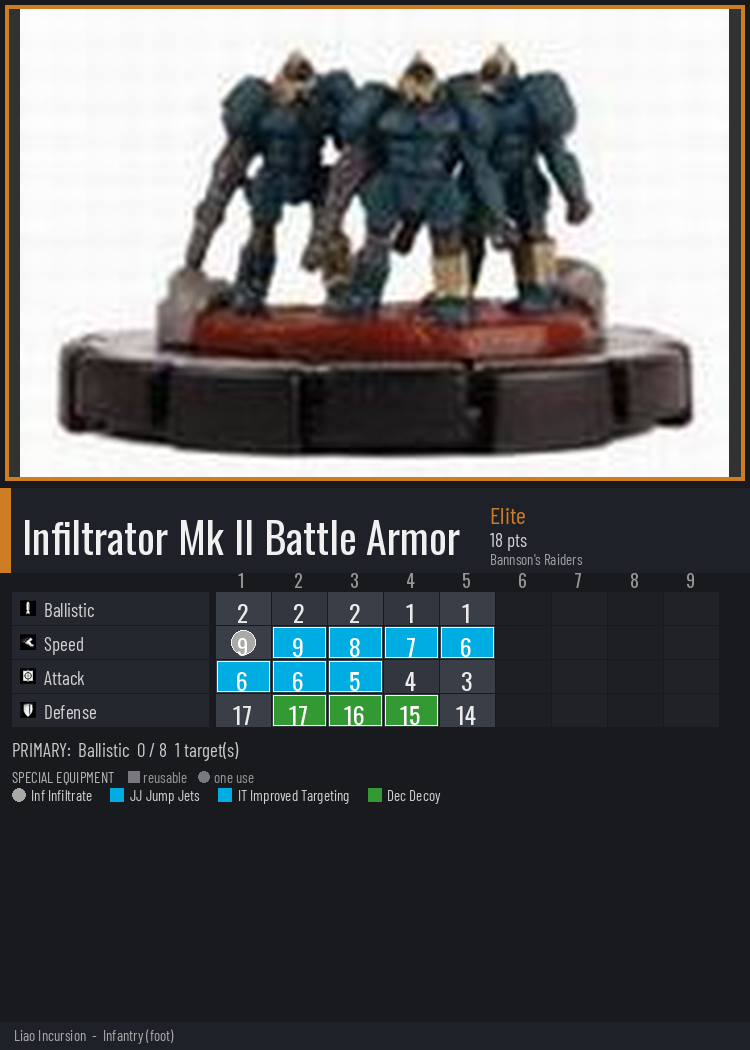 Infiltrator Mk II Battle Armor
Elite
18 pts
Bannson's Raiders
1 2 3 4 5 6 7 8 9
Ballistic 2 2 2 1 1
Speed 9 9 8 7 6
Attack 6 6 5 4 3
Defense 17 17 16 15 14
PRIMARY: Ballistic 0 / 8 1 target(s)
SPECIAL EQUIPMENT reusable one use
Inf Infiltrate JJ Jump Jets IT Improved Targeting Dec Decoy
Liao Incursion - Infantry (foot)